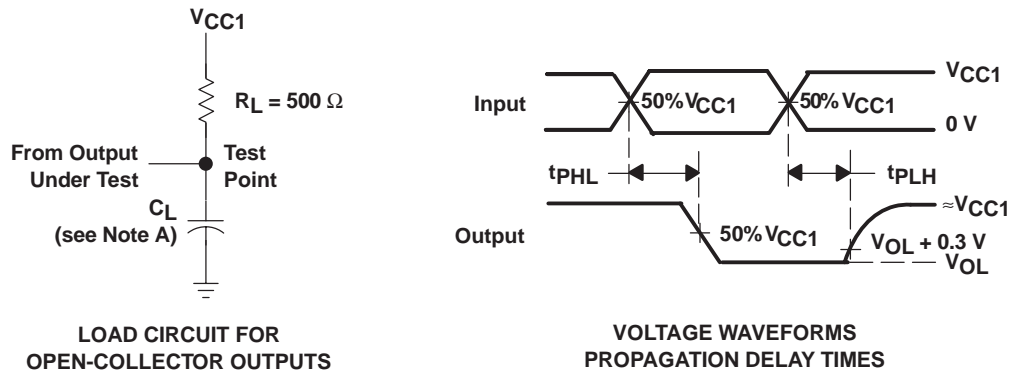 VCC1
RL = 500 Ω
From Output
Under Test
Test
Point
CL
(see Note A)
LOAD CIRCUIT FOR
OPEN-COLLECTOR OUTPUTS
Input
50% VCC1
50% VCC1
VCC1
0 V
tPHL
tPLH
Output
50% VCC1
≈VCC1
VOL + 0.3 V
VOL
VOLTAGE WAVEFORMS
PROPAGATION DELAY TIMES